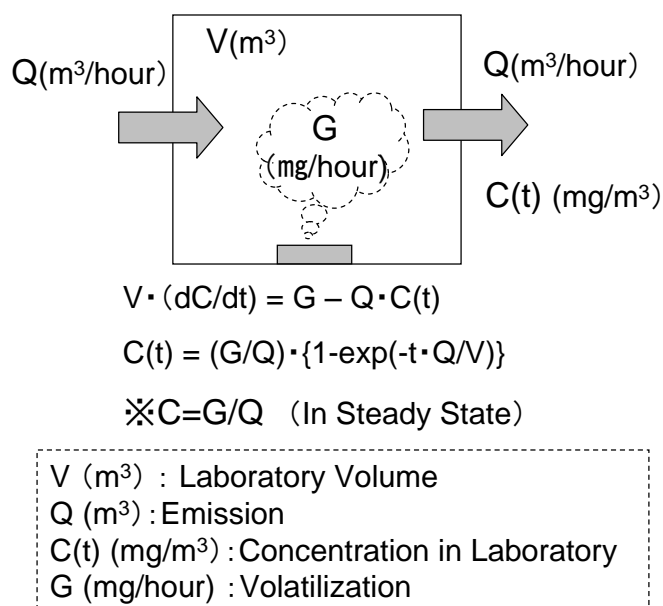 V(m³)
Q(m³/hour)
Q(m³/hour)
G
(mg/hour)
C(t) (mg/m³)
V・(dC/dt) = G – Q・C(t)
C(t) = (G/Q)・{1-exp(-t・Q/V)}
※C=G/Q （In Steady State）
V （m³）： Laboratory Volume
Q (m³）：Emission
C(t) (mg/m³）：Concentration in Laboratory
G (mg/hour) ：Volatilization